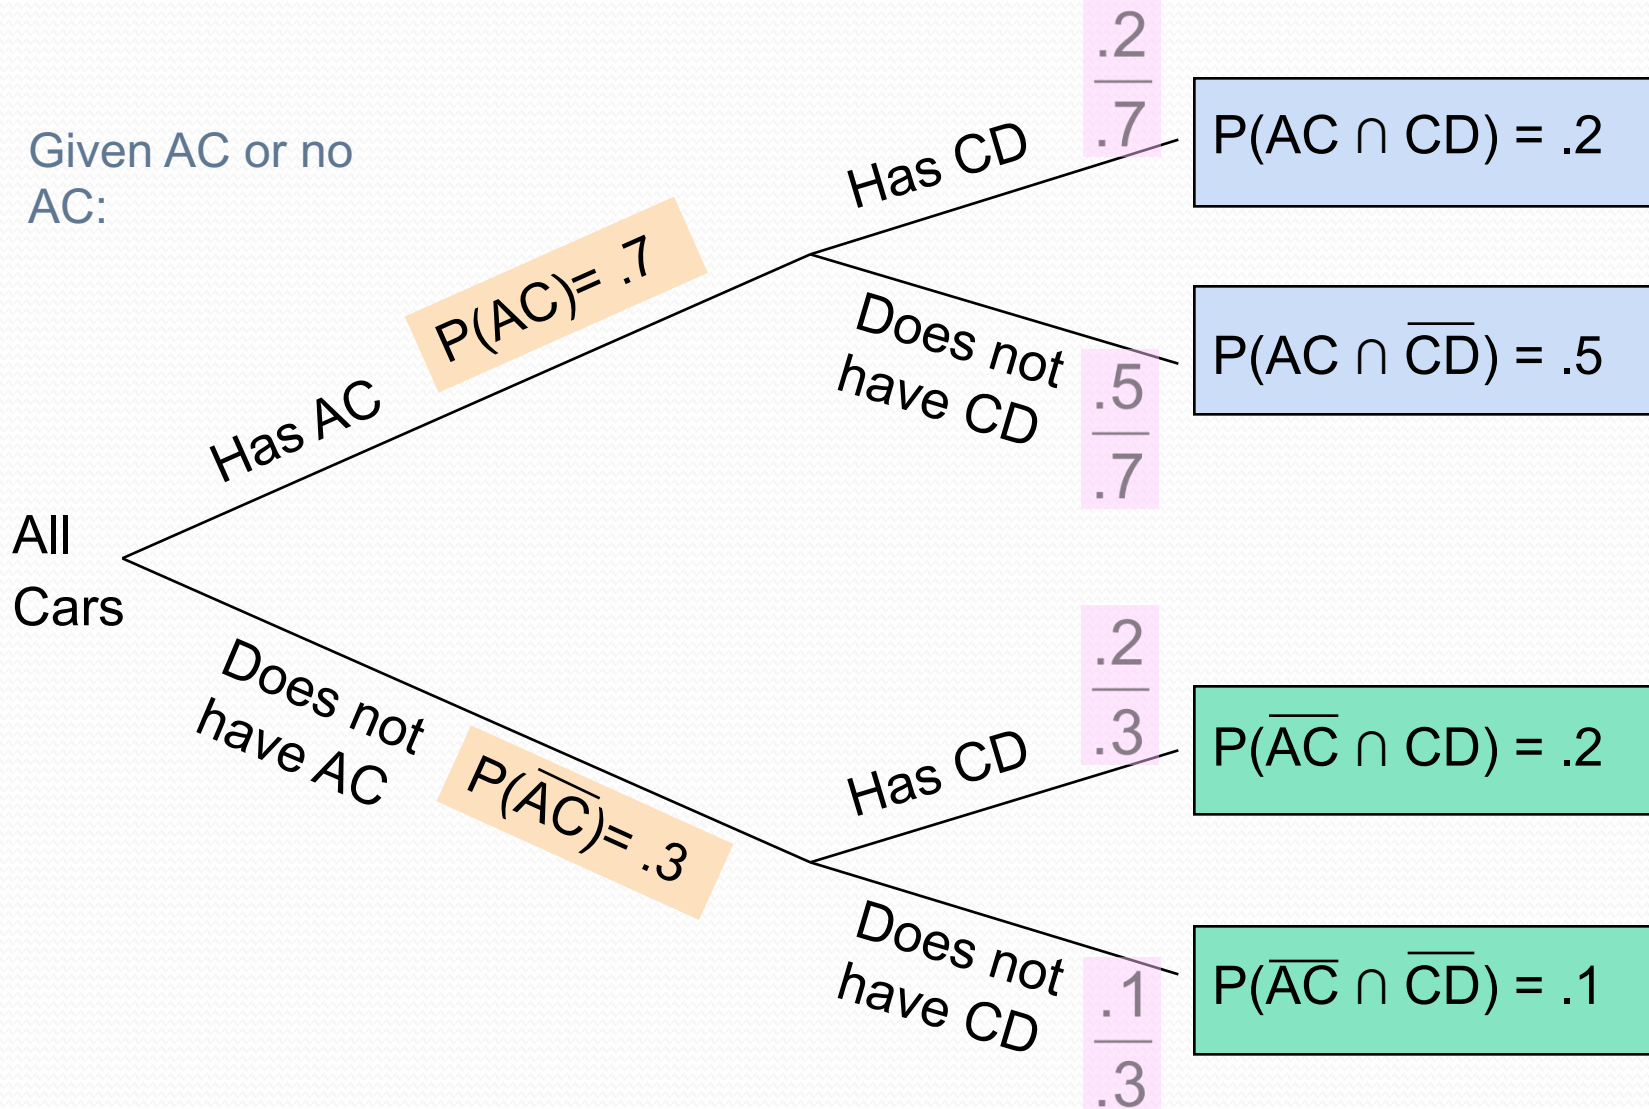 Given AC or no
AC:
All
Cars
Has AC
P(AC)= .7
Does not
have AC
P(A̅C̅)= .3
Has CD
.2
.7
P(AC ∩ CD) = .2
Does not
have CD
.5
.7
P(AC ∩ C̅D̅) = .5
Has CD
.2
.3
P(A̅C̅ ∩ CD) = .2
Does not
have CD
.1
.3
P(A̅C̅ ∩ C̅D̅) = .1